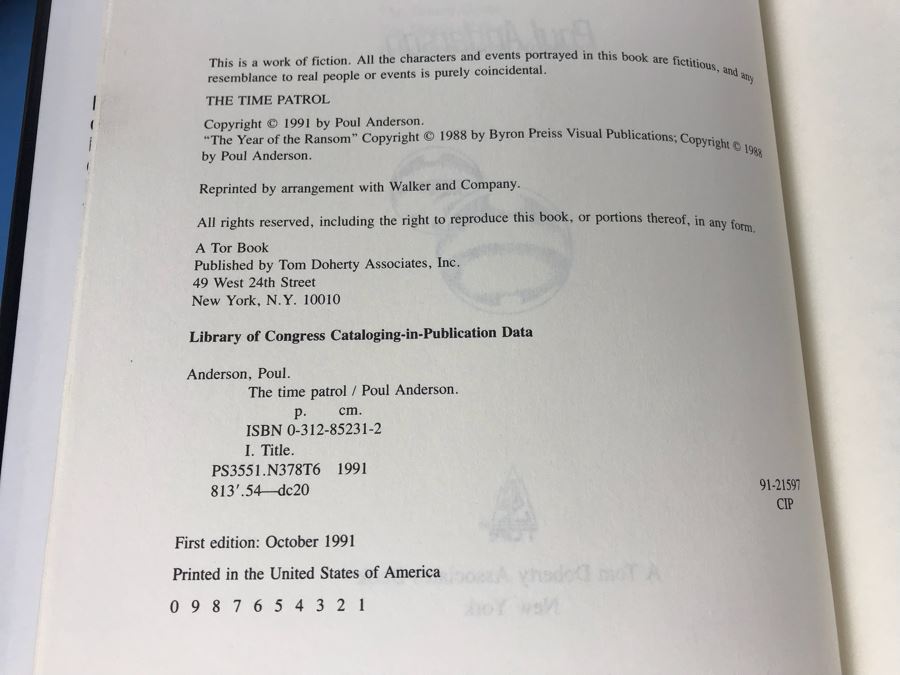 This is a work of fiction. All the characters and events portrayed in this book are fictitious, and any
resemblance to real people or events is purely coincidental.
THE TIME PATROL
Copyright © 1991 by Poul Anderson.
“The Year of the Ransom” Copyright © 1988 by Byron Preiss Visual Publications; Copyright © 1988
by Poul Anderson.
Reprinted by arrangement with Walker and Company.
All rights reserved, including the right to reproduce this book, or portions thereof, in any form.
A Tor Book
Published by Tom Doherty Associates, Inc.
49 West 24th Street
New York, N.Y. 10010
Library of Congress Cataloging-in-Publication Data
Anderson, Poul.
The time patrol / Poul Anderson.
p. cm.
ISBN 0-312-85231-2
I. Title.
PS3551.N378T6 1991
813′.54—dc20
91-21597
CIP
First edition: October 1991
Printed in the United States of America
0 9 8 7 6 5 4 3 2 1